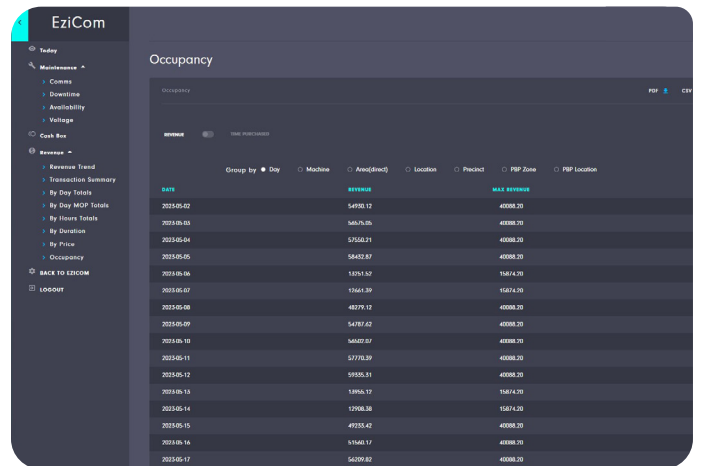 EziCom
Today
Maintenance
Comms
Downtime
Availability
Voltage
Cash Box
Revenue
Revenue Trend
Transaction Summary
By Day Totals
By Day MOP Totals
By Hours Totals
By Duration
By Price
Occupancy
BACK TO EZICOM
LOGOUT
Occupancy
Occupancy PDF CSV
REVENUE TIME PURCHASED
Group by Day Machine Area(direct) Location Precinct PBP Zone PBP Location
DATE REVENUE MAX REVENUE
2023-05-02 54930.12 40088.20
2023-05-03 56575.05 40088.20
2023-05-04 57550.21 40088.20
2023-05-05 58432.87 40088.20
2023-05-06 13251.52 15874.20
2023-05-07 12661.39 15874.20
2023-05-08 48279.12 40088.20
2023-05-09 54787.62 40088.20
2023-05-10 56502.07 40088.20
2023-05-11 57770.39 40088.20
2023-05-12 59335.31 40088.20
2023-05-13 13955.12 15874.20
2023-05-14 12908.38 15874.20
2023-05-15 49233.42 40088.20
2023-05-16 51560.17 40088.20
2023-05-17 56209.82 40088.20